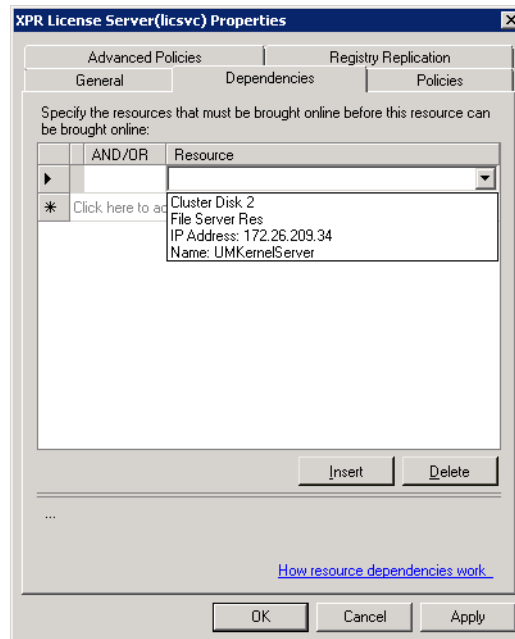 XPR License Server(licsvc) Properties
Advanced Policies
Registry Replication
General
Dependencies
Policies
Specify the resources that must be brought online before this resource can
be brought online:
AND/OR
Resource
Click here to ad
Cluster Disk 2
File Server Res
IP Address: 172.26.209.34
Name: UMKernelServer
Insert
Delete
...
How resource dependencies work
OK
Cancel
Apply